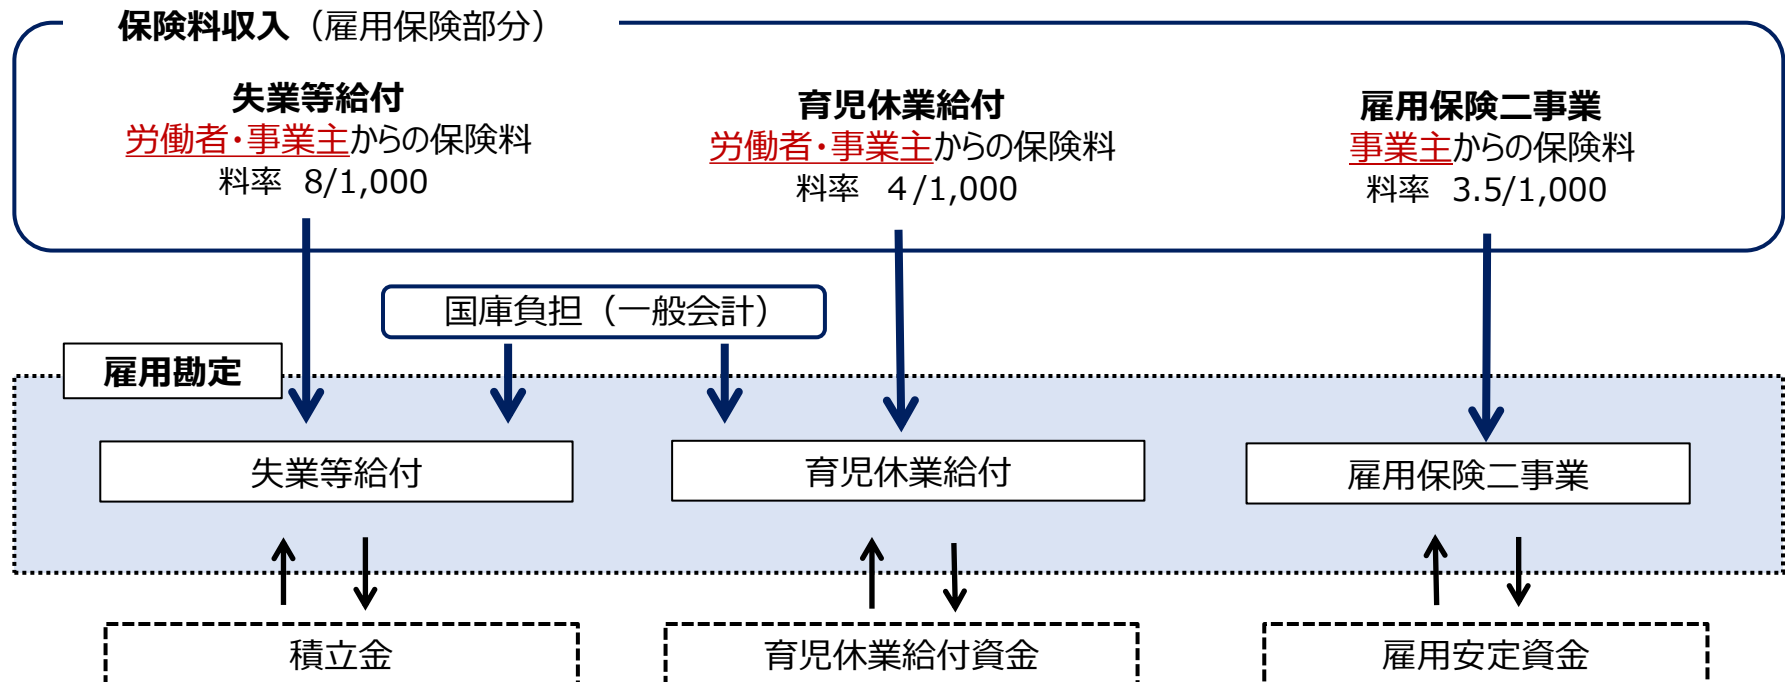 保険料収入（雇用保険部分）
失業等給付
労働者・事業主からの保険料
料率 8/1,000
育児休業給付
労働者・事業主からの保険料
料率 ４/1,000
雇用保険二事業
事業主からの保険料
料率 3.5/1,000
国庫負担（一般会計）
雇用勘定
失業等給付
育児休業給付
雇用保険二事業
積立金
育児休業給付資金
雇用安定資金